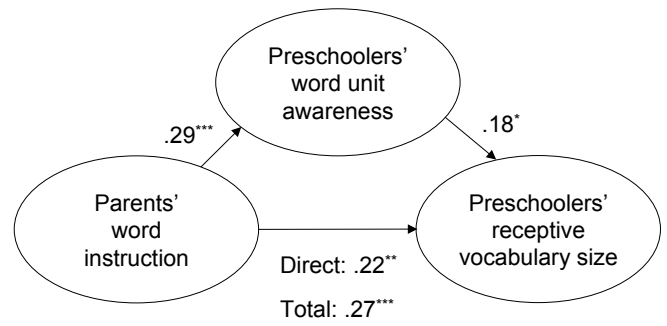 Preschoolers’
word unit
awareness
.29***
.18*
Parents’
word
instruction
Preschoolers’
receptive
vocabulary size
Direct: .22**
Total: .27***